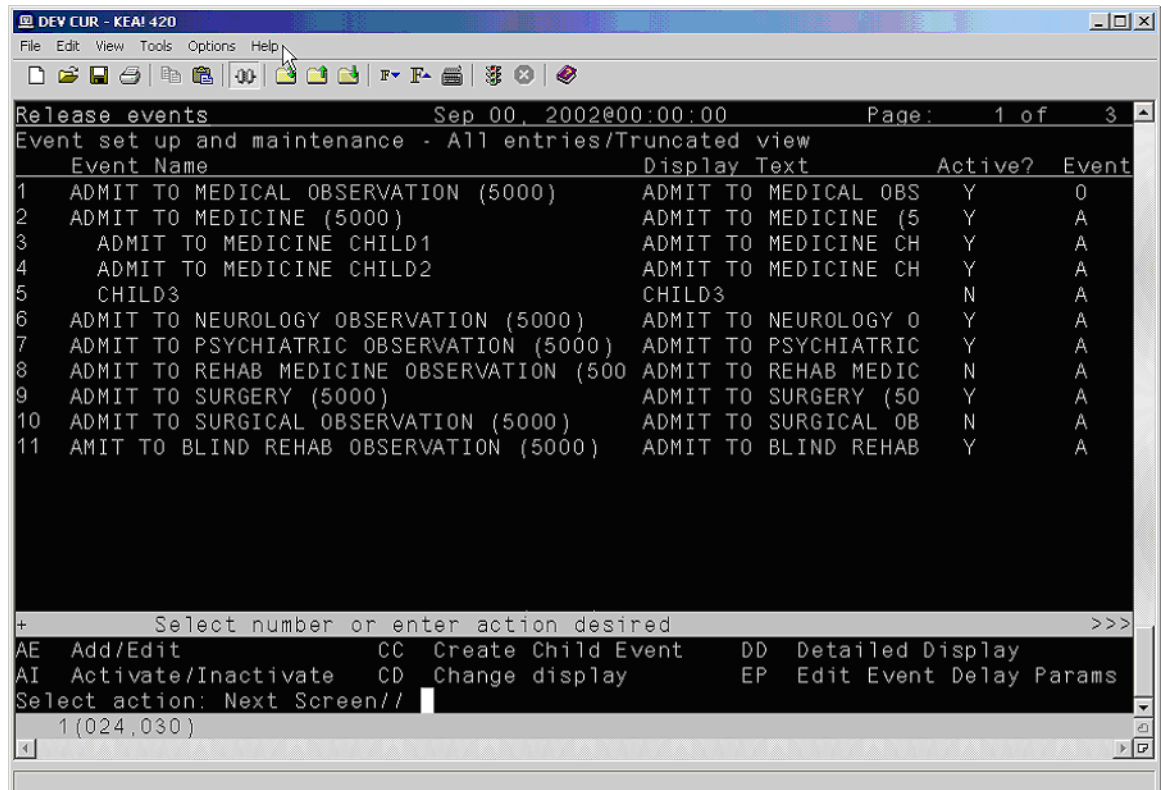 DEV CUR - KEA! 420
File Edit View Tools Options Help
Release events Sep 00, 2002@00:00:00 Page: 1 of 3
Event set up and maintenance - All entries/Truncated view
Event Name Display Text Active? Event
1 ADMIT TO MEDICAL OBSERVATION (5000) ADMIT TO MEDICAL OBS Y O
2 ADMIT TO MEDICINE (5000) ADMIT TO MEDICINE (5 Y A
3 ADMIT TO MEDICINE CHILD1 ADMIT TO MEDICINE CH Y A
4 ADMIT TO MEDICINE CHILD2 ADMIT TO MEDICINE CH Y A
5 CHILD3 CHILD3 N A
6 ADMIT TO NEUROLOGY OBSERVATION (5000) ADMIT TO NEUROLOGY O Y A
7 ADMIT TO PSYCHIATRIC OBSERVATION (5000) ADMIT TO PSYCHIATRIC Y A
8 ADMIT TO REHAB MEDICINE OBSERVATION (500 ADMIT TO REHAB MEDIC N A
9 ADMIT TO SURGERY (5000) ADMIT TO SURGERY (50 Y A
10 ADMIT TO SURGICAL OBSERVATION (5000) ADMIT TO SURGICAL OB N A
11 AMIT TO BLIND REHAB OBSERVATION (5000) ADMIT TO BLIND REHAB Y A
+ Select number or enter action desired >>>
AE Add/Edit CC Create Child Event DD Detailed Display
AI Activate/Inactivate CD Change display EP Edit Event Delay Params
Select action: Next Screen//
1(024,030)